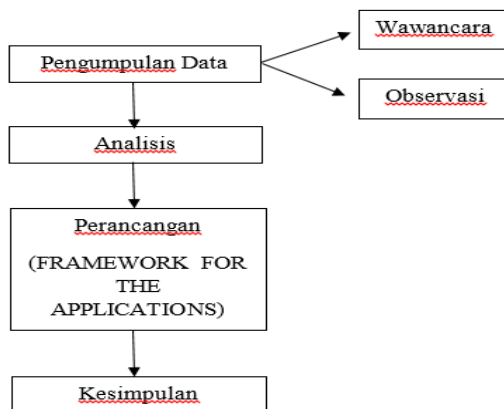 Wawancara
Pengumpulan Data
Observasi
Analisis
Perancangan
(FRAMEWORK FOR
THE
APPLICATIONS)
Kesimpulan